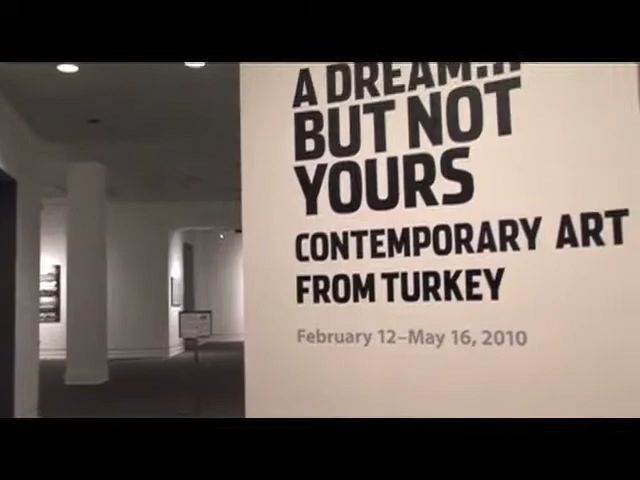 A DREAM...
BUT NOT
YOURS
CONTEMPORARY ART
FROM TURKEY
February 12–May 16, 2010